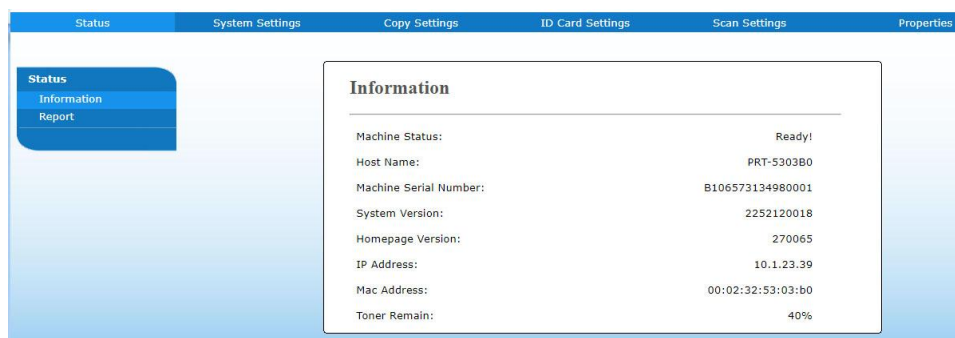 Status System Settings Copy Settings ID Card Settings Scan Settings Properties
Status
Information
Report
Information
Machine Status: Ready!
Host Name: PRT-5303B0
Machine Serial Number: B106573134980001
System Version: 2252120018
Homepage Version: 270065
IP Address: 10.1.23.39
Mac Address: 00:02:32:53:03:b0
Toner Remain: 40%